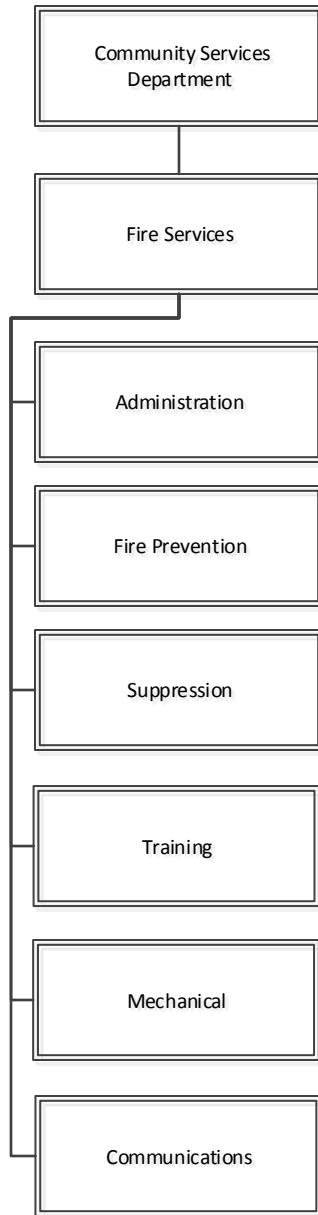 Community Services
Department
Fire Services
Administration
Fire Prevention
Suppression
Training
Mechanical
Communications